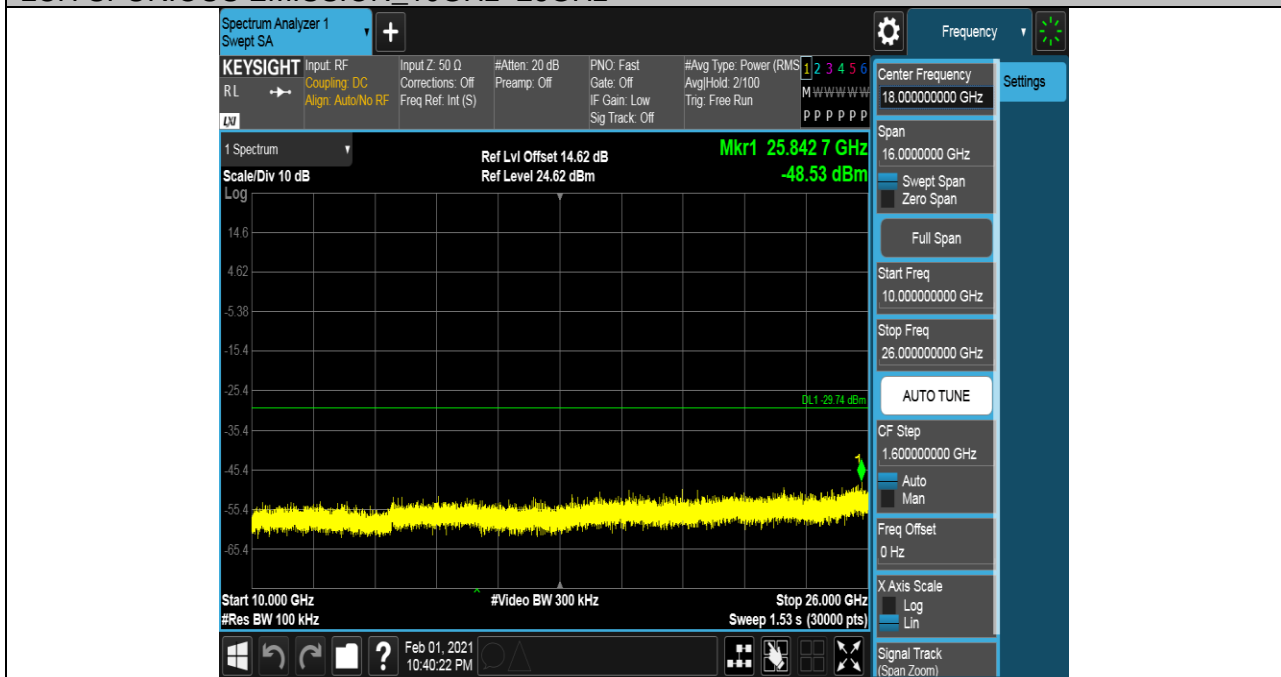 Spectrum Analyzer 1
Swept SA
+
Frequency
KEYSIGHT
RL
LXI
Input: RF
Coupling: DC
Align: Auto/No RF
Input Z: 50 Ω
Corrections: Off
Freq Ref: Int (S)
#Atten: 20 dB
Preamp: Off
PNO: Fast
Gate: Off
IF Gain: Low
Sig Track: Off
#Avg Type: Power (RMS
Avg|Hold: 2/100
Trig: Free Run
1 2 3 4 5 6
M W W W W W
P P P P P P
Center Frequency
18.000000000 GHz
Settings
1 Spectrum
Scale/Div 10 dB
Ref Lvl Offset 14.62 dB
Ref Level 24.62 dBm
Mkr1 25.842 7 GHz
-48.53 dBm
Span
16.0000000 GHz
Swept Span
Zero Span
Full Span
Start Freq
10.000000000 GHz
Stop Freq
26.000000000 GHz
AUTO TUNE
CF Step
1.600000000 GHz
Auto
Man
Freq Offset
0 Hz
X Axis Scale
Log
Lin
Signal Track
(Span Zoom)
Log
14.6
4.62
-5.38
-15.4
-25.4
DL1 -29.74 dBm
-35.4
-45.4
1
-55.4
-65.4
Start 10.000 GHz
#Video BW 300 kHz
Stop 26.000 GHz
#Res BW 100 kHz
Sweep 1.53 s (30000 pts)
?
Feb 01, 2021
10:40:22 PM